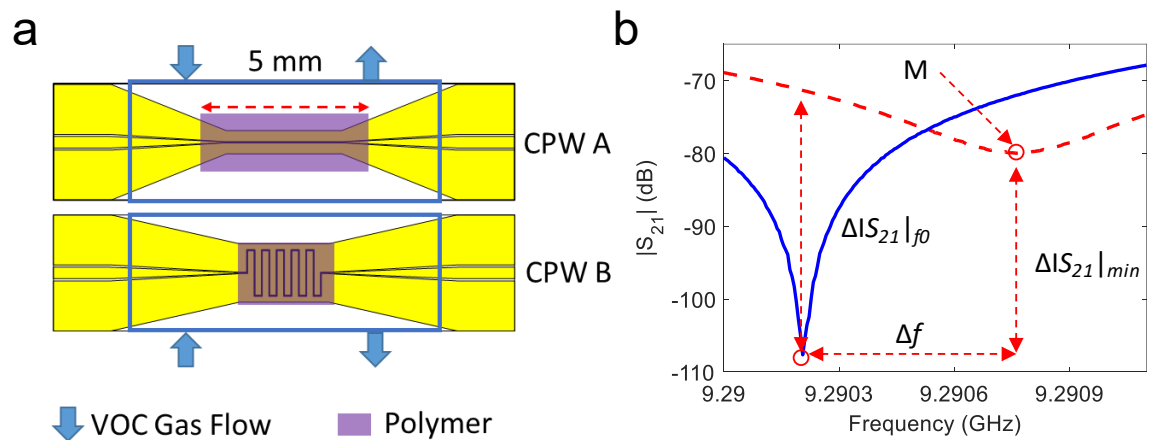 a
5 mm
CPW A
CPW B
VOC Gas Flow
Polymer
b
M
Δ|S21|f0
Δ|S21|min
Δf
|S21| (dB)
-70
-80
-90
-100
-110
9.29
9.2903
9.2906
9.2909
Frequency (GHz)